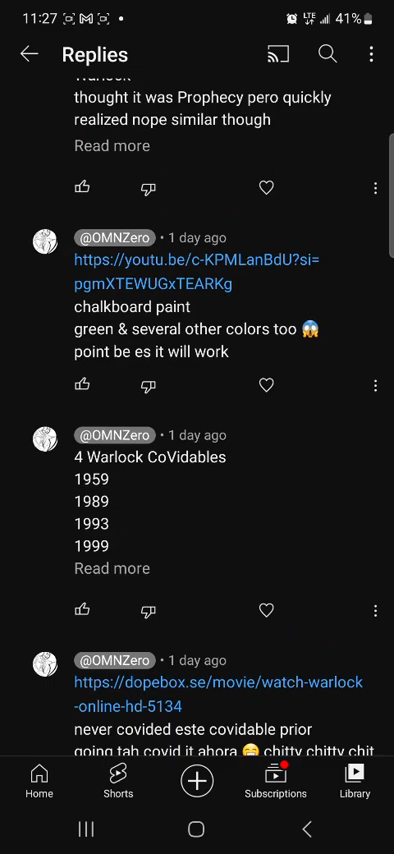 11:27 LTE 41%
Replies
thought it was Prophecy pero quickly
realized nope similar though
Read more
@OMNZero • 1 day ago
https://youtu.be/c-KPMLanBdU?si=
pgmXTEWUGxTEARKg
chalkboard paint
green & several other colors too 😱
point be es it will work
@OMNZero • 1 day ago
4 Warlock CoVidables
1959
1989
1993
1999
Read more
@OMNZero • 1 day ago
https://dopebox.se/movie/watch-warlock
-online-hd-5134
never covided este covidable prior
going tah covid it ahora 😁 chitty chitty chit
Home Shorts Subscriptions Library